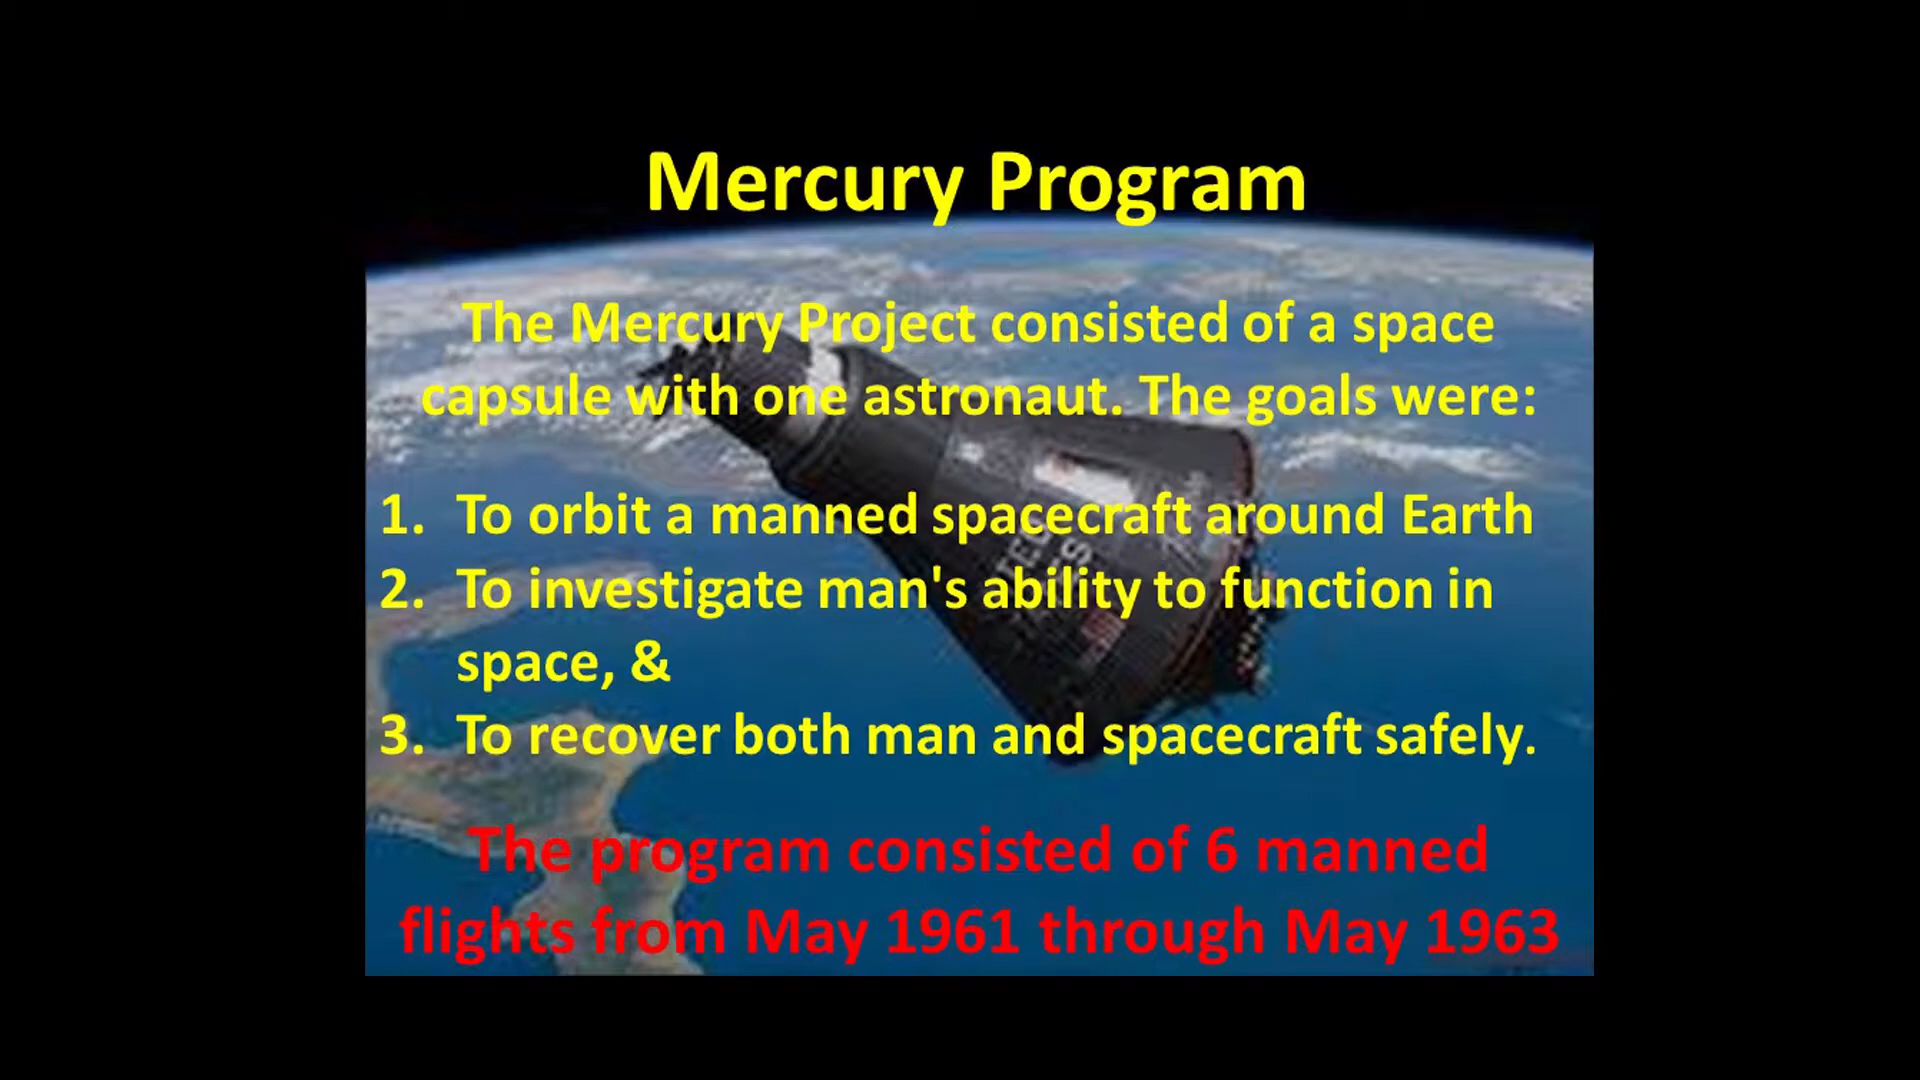 Mercury Program
The Mercury Project consisted of a space
capsule with one astronaut. The goals were:
1. To orbit a manned spacecraft around Earth
2. To investigate man's ability to function in
space, &
3. To recover both man and spacecraft safely.
The program consisted of 6 manned
flights from May 1961 through May 1963